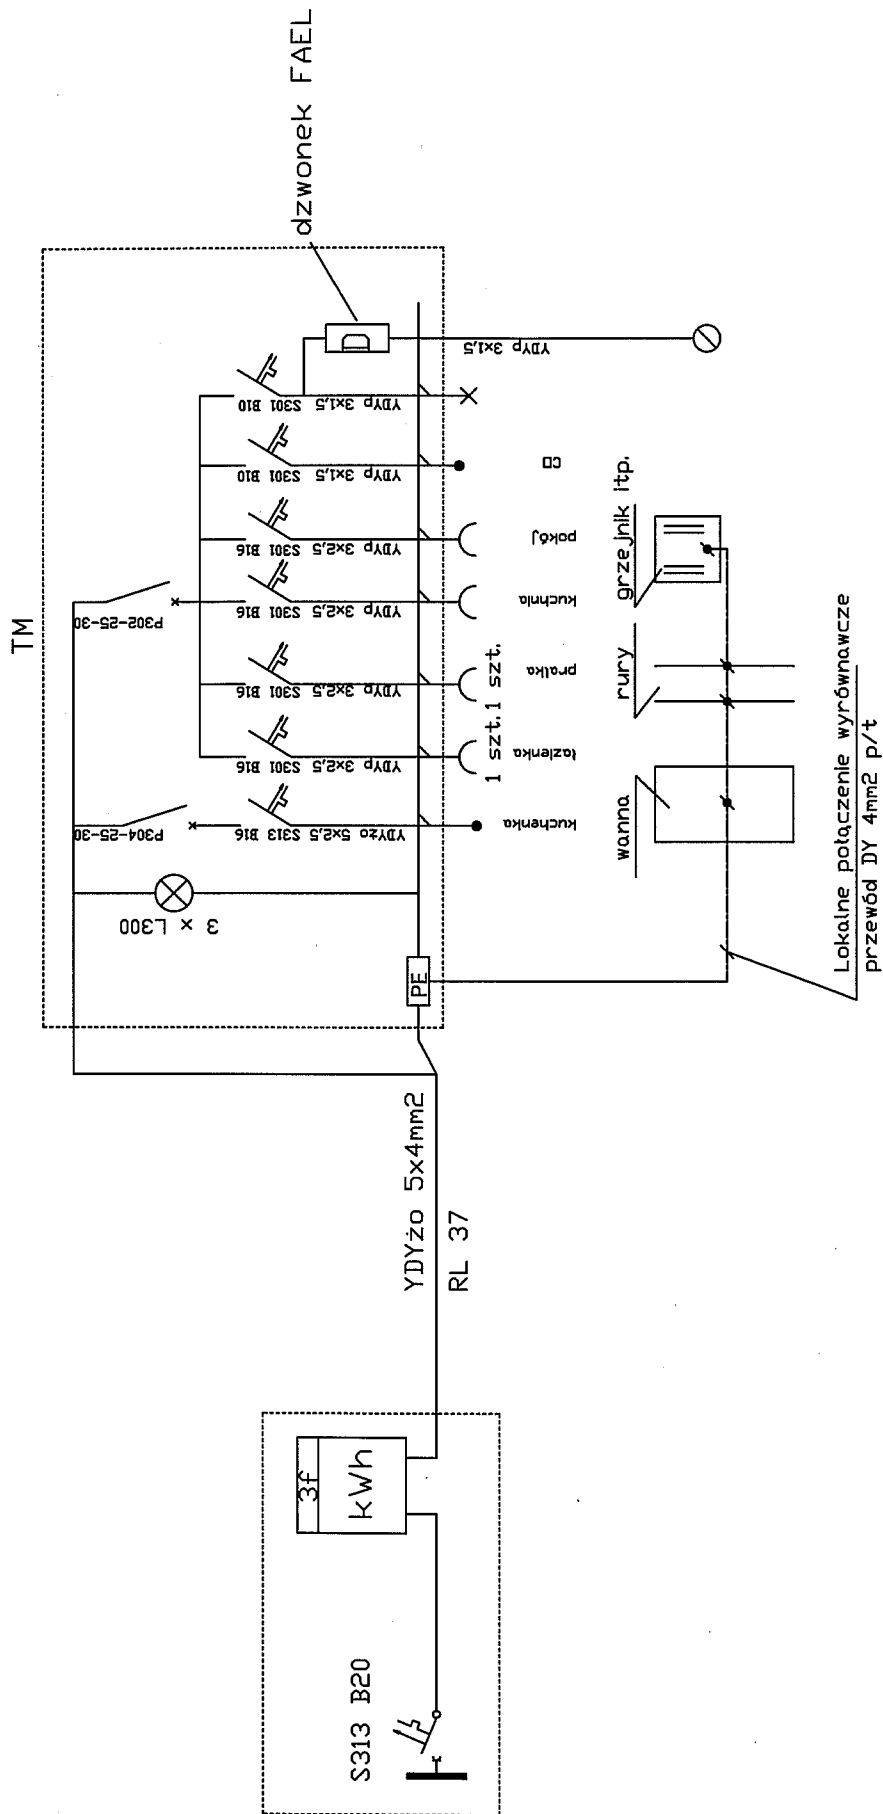 TM
dzwonek FAEL
P304-25-30
P302-25-30
3 x L300
S313 B16
S301 B16
S301 B16
S301 B16
S301 B16
S301 B10
S301 B10
YDYżo 5x2,5
YDYp 3x2,5
YDYp 3x2,5
YDYp 3x2,5
YDYp 3x2,5
YDYp 3x1,5
YDYp 3x1,5
YDYp 3x1,5
PE
1 szt.
1 szt.
kuchenka
łazienka
pralka
kuchnia
pokój
CO
wanna
rury
grzejnik itp.
Lokalne połączenie wyrównawcze
przewód DY 4mm2 p/t
YDYżo 5x4mm2
RL 37
3f
kWh
S313 B20